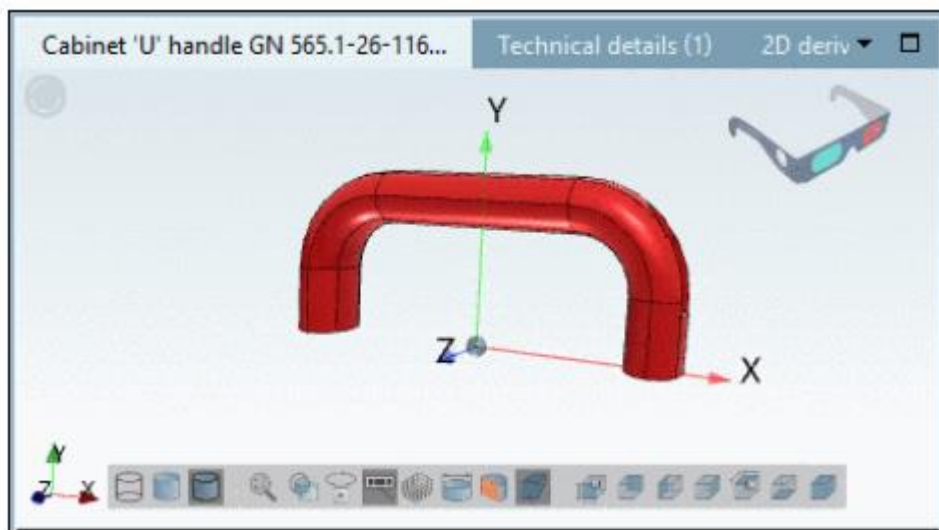 Cabinet 'U' handle GN 565.1-26-116... Technical details (1) 2D deriv
Y
Z X
Y
Z X